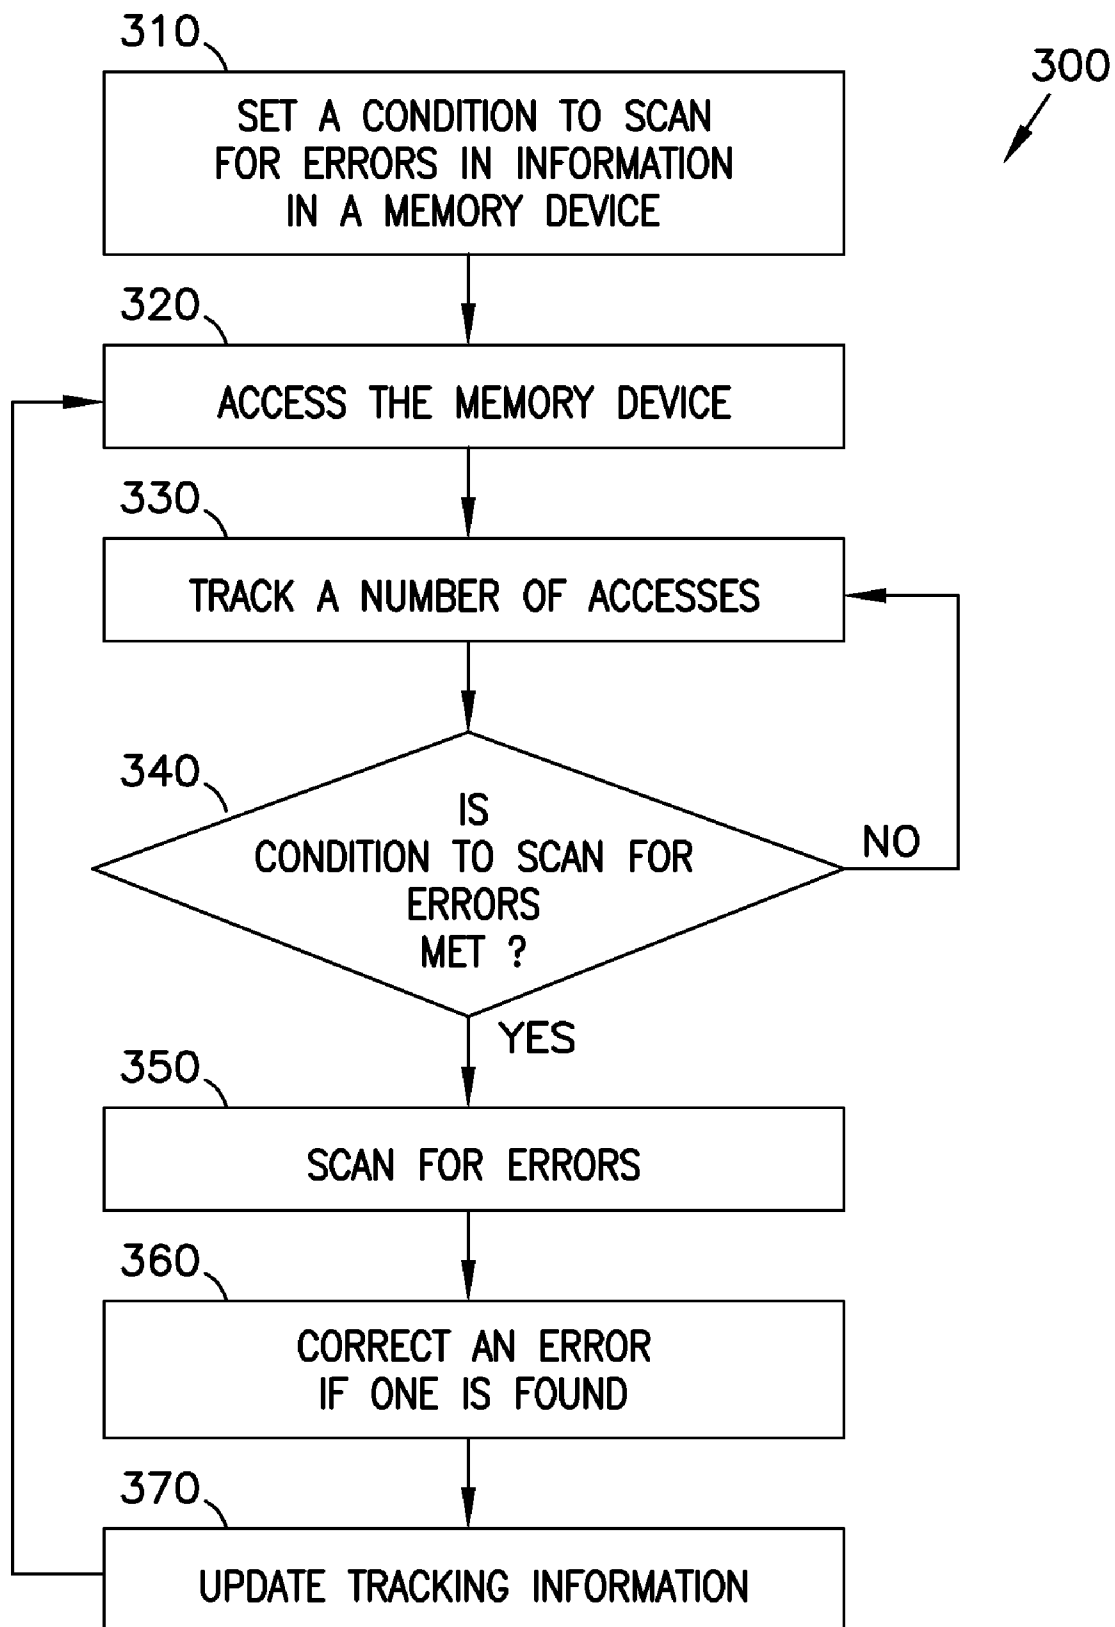 310
300
SET A CONDITION TO SCAN
FOR ERRORS IN INFORMATION
IN A MEMORY DEVICE
320
ACCESS THE MEMORY DEVICE
330
TRACK A NUMBER OF ACCESSES
340
IS
CONDITION TO SCAN FOR
ERRORS
MET ?
NO
YES
350
SCAN FOR ERRORS
360
CORRECT AN ERROR
IF ONE IS FOUND
370
UPDATE TRACKING INFORMATION